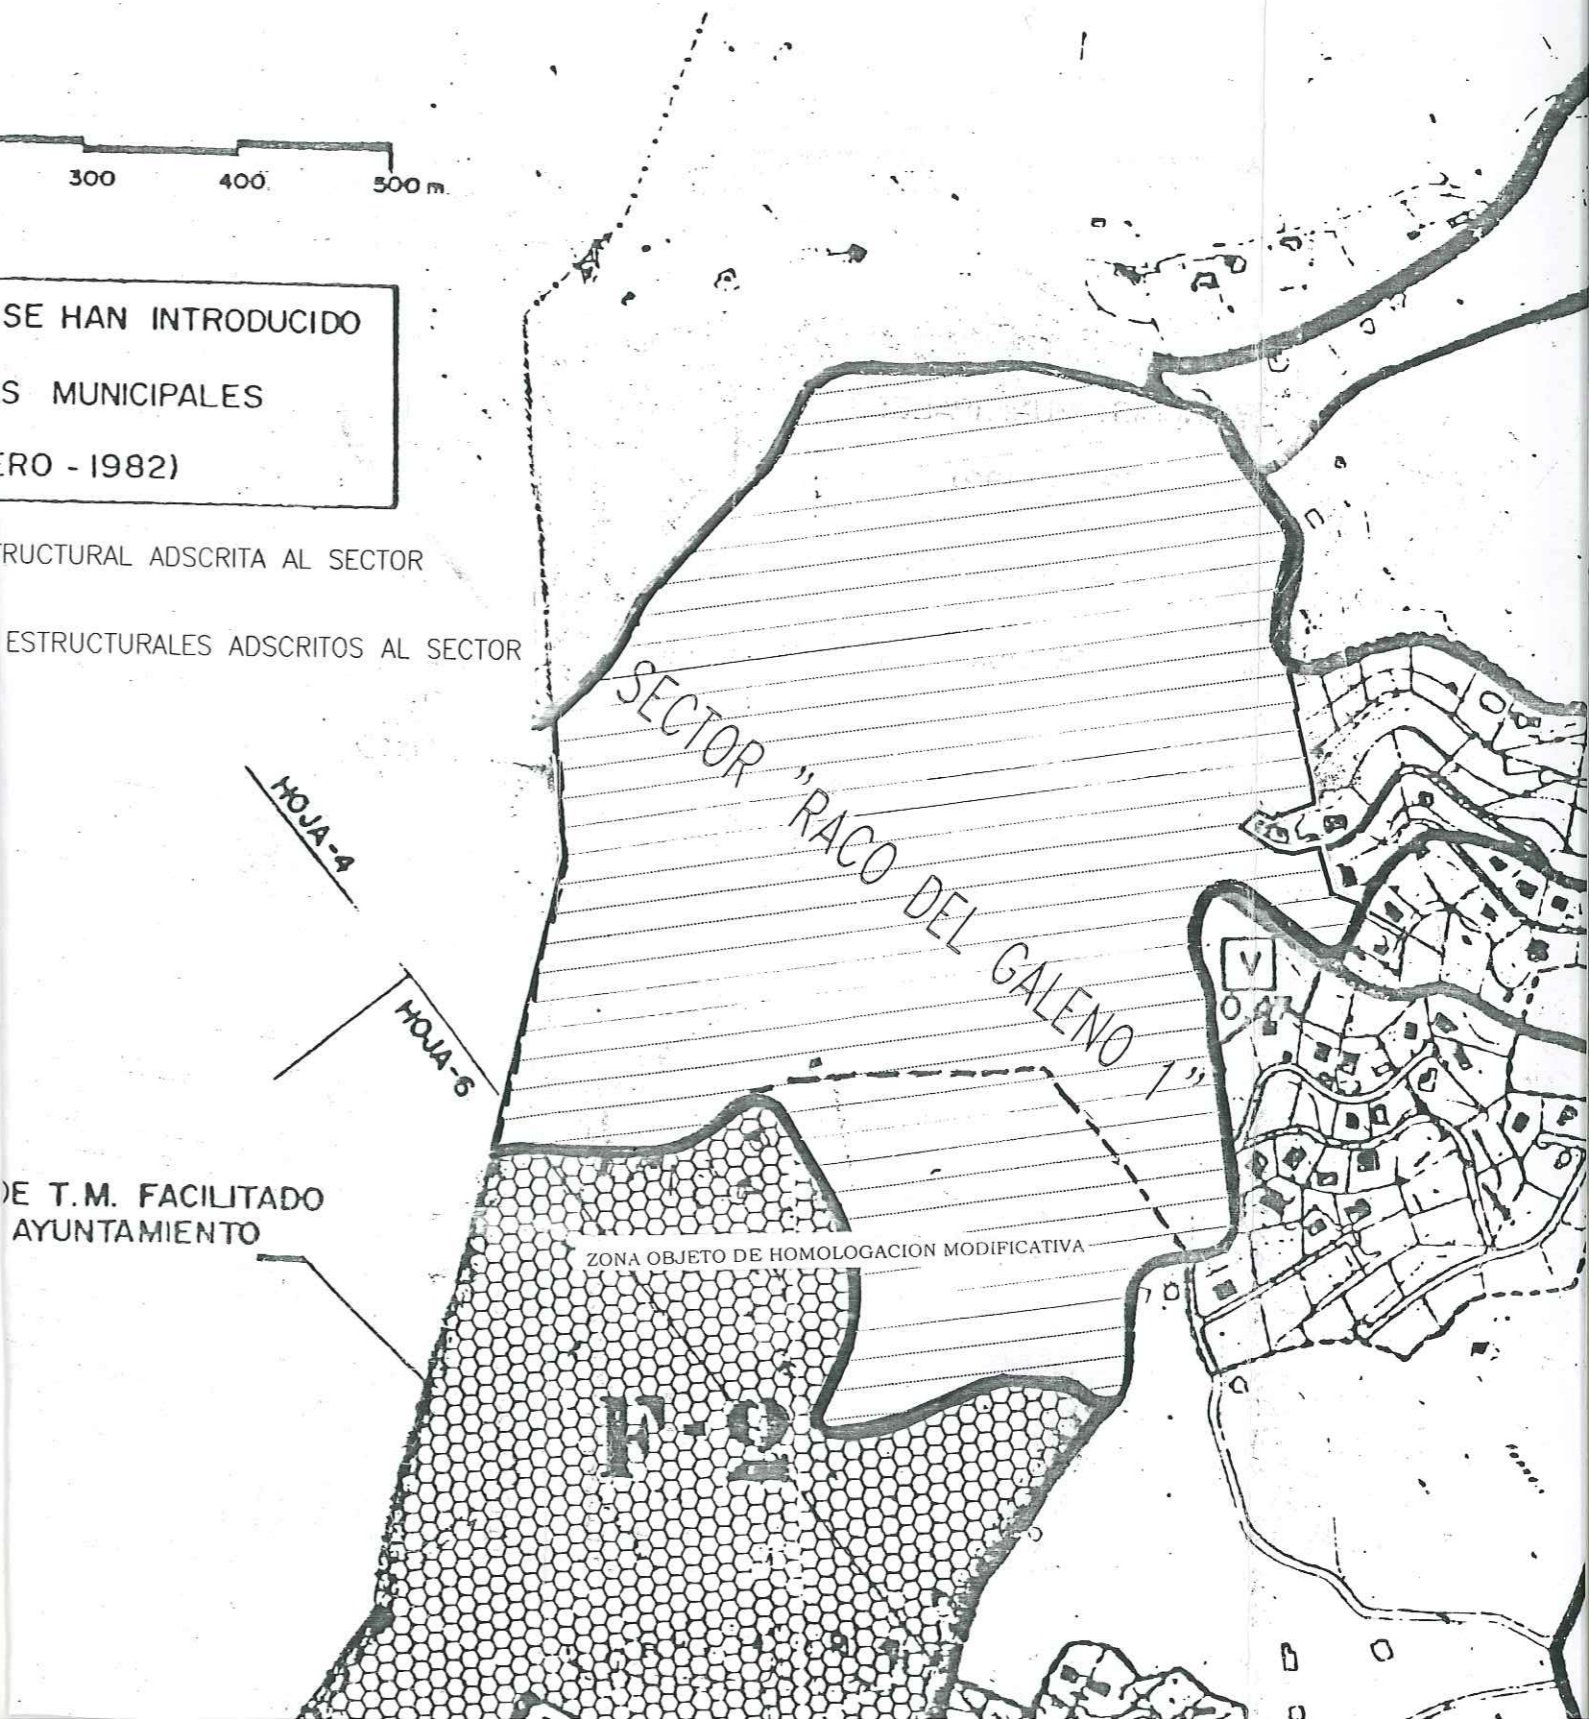 300 400 500 m.
SE HAN INTRODUCIDO
S MUNICIPALES
ERO - 1982)
TRUCTURAL ADSCRITA AL SECTOR
ESTRUCTURALES ADSCRITOS AL SECTOR
SECTOR "RACO DEL GALENO 1"
HOJA-4
HOJA-6
V
DE T.M. FACILITADO
AYUNTAMIENTO
ZONA OBJETO DE HOMOLOGACION MODIFICATIVA
F-2